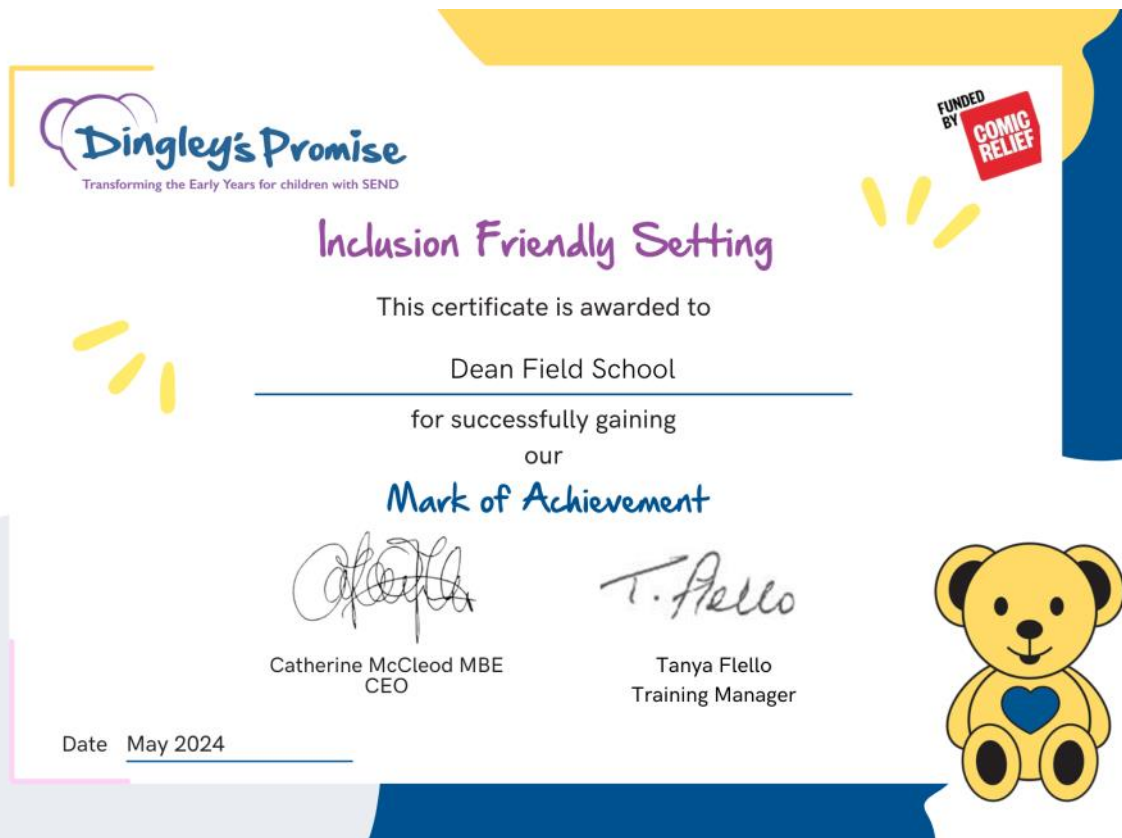 Dingley's Promise
Transforming the Early Years for children with SEND
FUNDED
BY
COMIC
RELIEF
Inclusion Friendly Setting
This certificate is awarded to
Dean Field School
for successfully gaining
our
Mark of Achievement
T. Flello
Catherine McCleod MBE
CEO
Tanya Flello
Training Manager
Date May 2024